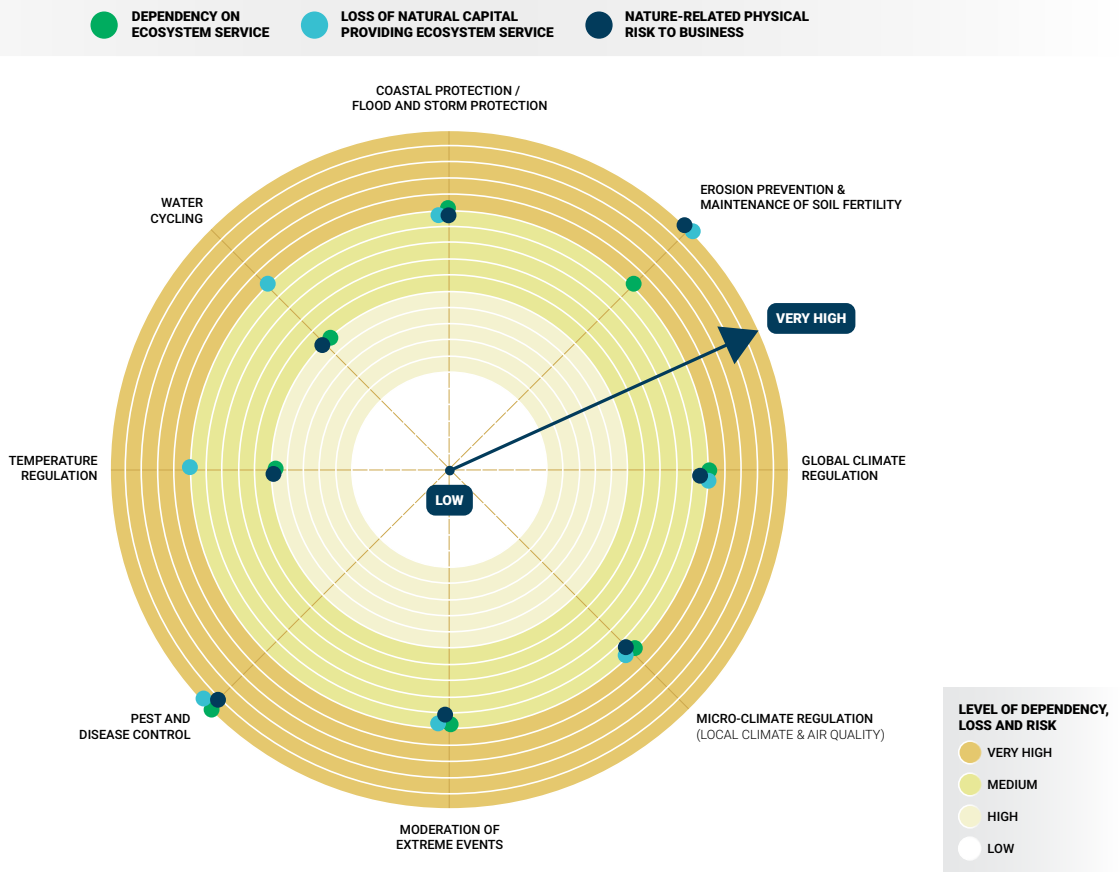 DEPENDENCY ON
ECOSYSTEM SERVICE
LOSS OF NATURAL CAPITAL
PROVIDING ECOSYSTEM SERVICE
NATURE-RELATED PHYSICAL
RISK TO BUSINESS
COASTAL PROTECTION /
FLOOD AND STORM PROTECTION
WATER
CYCLING
EROSION PREVENTION &
MAINTENANCE OF SOIL FERTILITY
VERY HIGH
TEMPERATURE
REGULATION
GLOBAL CLIMATE
REGULATION
LOW
PEST AND
DISEASE CONTROL
MICRO-CLIMATE REGULATION
(LOCAL CLIMATE & AIR QUALITY)
MODERATION OF
EXTREME EVENTS
LEVEL OF DEPENDENCY,
LOSS AND RISK
VERY HIGH
MEDIUM
HIGH
LOW